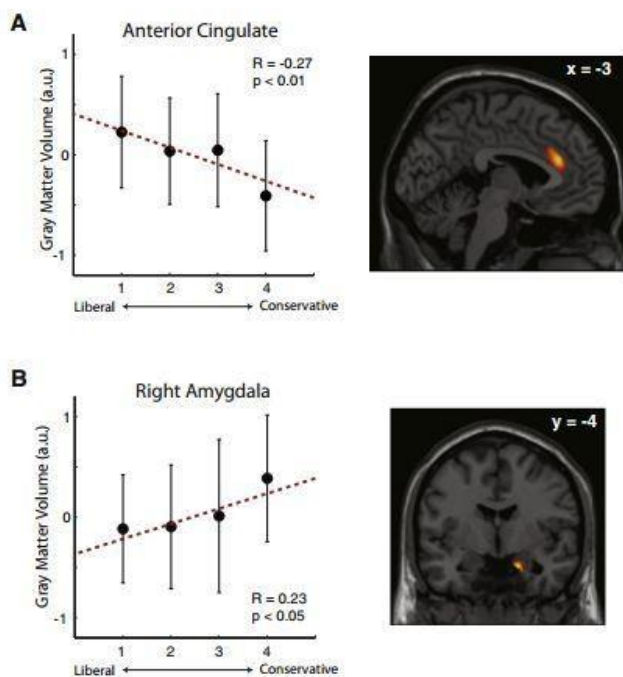 A
Anterior Cingulate
R = -0.27
p < 0.01
Gray Matter Volume (a.u.)
1
0
-1
1 2 3 4
Liberal Conservative
x = -3
B
Right Amygdala
Gray Matter Volume (a.u.)
1
0
-1
R = 0.23
p < 0.05
1 2 3 4
Liberal Conservative
y = -4